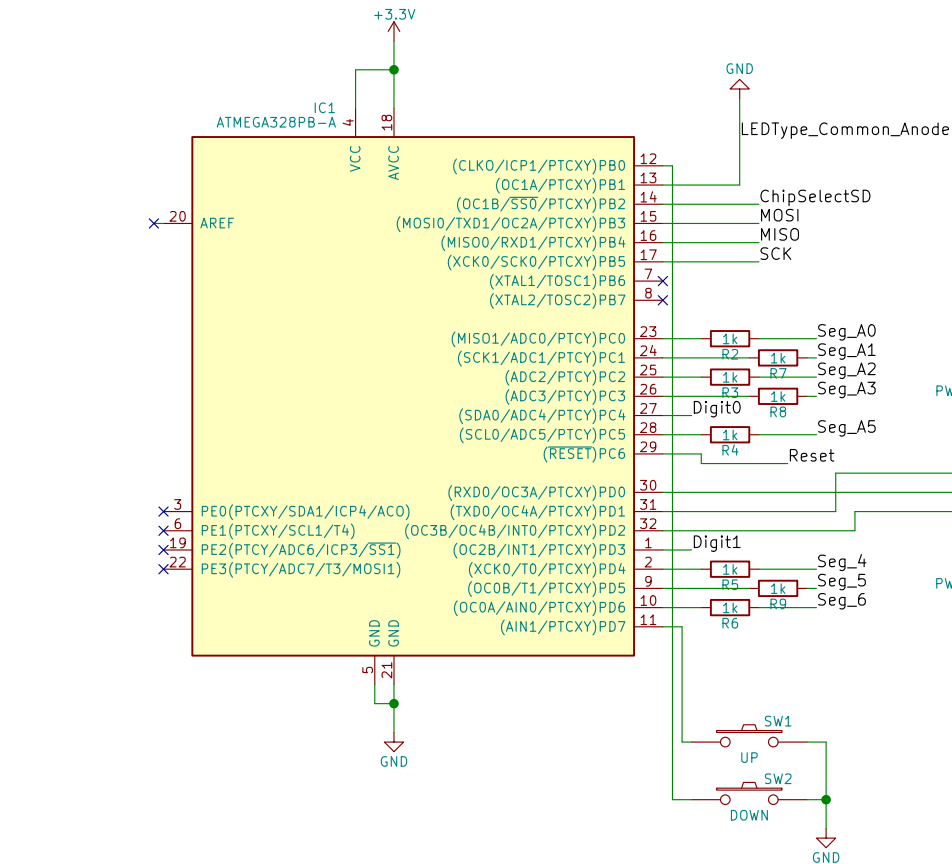 +3.3V
GND
IC1
ATMEGA328PB-A
4
18
LEDType_Common_Anode
VCC
AVCC
(CLKO/ICP1/PTCXY)PB0 12
(OC1A/PTCXY)PB1 13
(OC1B/SS0/PTCXY)PB2 14 ChipSelectSD
20 AREF (MOSI0/TXD1/OC2A/PTCXY)PB3 15 MOSI
(MISO0/RXD1/PTCXY)PB4 16 MISO
(XCK0/SCK0/PTCXY)PB5 17 SCK
(XTAL1/TOSC1)PB6 7
(XTAL2/TOSC2)PB7 8
(MISO1/ADC0/PTCY)PC0 23 1k Seg_A0
R2
(SCK1/ADC1/PTCY)PC1 24 1k Seg_A1
R7
(ADC2/PTCY)PC2 25 1k Seg_A2
R3
(ADC3/PTCY)PC3 26 1k Seg_A3
PW
R8
(SDA0/ADC4/PTCY)PC4 27 Digit0
(SCL0/ADC5/PTCY)PC5 28 1k Seg_A5
R4
(RESET)PC6 29 Reset
(RXD0/OC3A/PTCXY)PD0 30
3 PE0(PTCXY/SDA1/ICP4/ACO) (TXD0/OC4A/PTCXY)PD1 31
6 PE1(PTCXY/SCL1/T4) (OC3B/OC4B/INT0/PTCXY)PD2 32
19 PE2(PTCY/ADC6/ICP3/SS1) (OC2B/INT1/PTCXY)PD3 1 Digit1
22 PE3(PTCY/ADC7/T3/MOSI1) (XCK0/T0/PTCXY)PD4 2 1k Seg_4
R5
(OC0B/T1/PTCXY)PD5 9 1k Seg_5
PW
R9
(OC0A/AIN0/PTCXY)PD6 10 1k Seg_6
R6
(AIN1/PTCXY)PD7 11
GND
GND
5
21
GND
SW1
UP
SW2
DOWN
GND